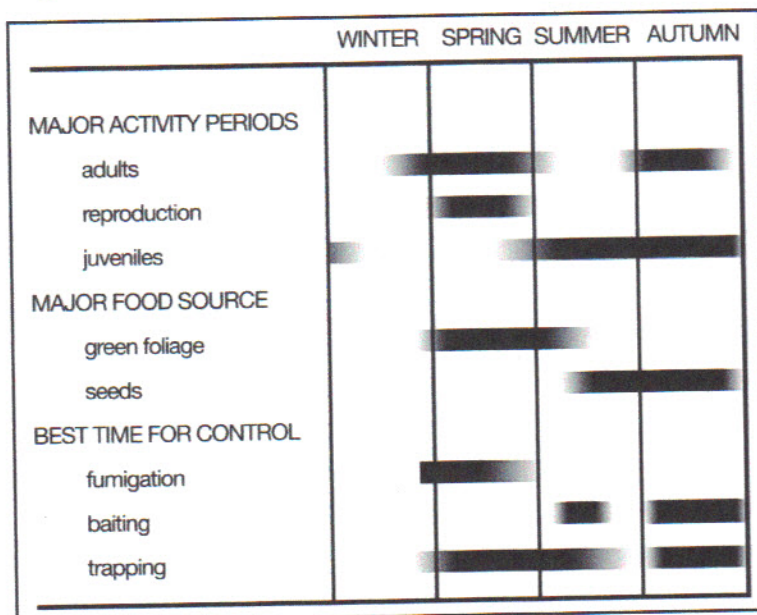 WINTER SPRING SUMMER AUTUMN
MAJOR ACTIVITY PERIODS
adults
reproduction
juveniles
MAJOR FOOD SOURCE
green foliage
seeds
BEST TIME FOR CONTROL
fumigation
baiting
trapping